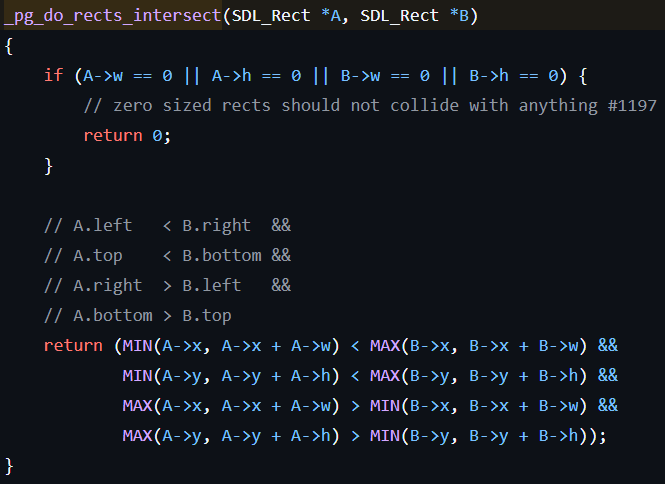 _pg_do_rects_intersect(SDL_Rect *A, SDL_Rect *B)
{
    if (A->w == 0 || A->h == 0 || B->w == 0 || B->h == 0) {
        // zero sized rects should not collide with anything #1197
        return 0;
    }

    // A.left   < B.right  &&
    // A.top    < B.bottom &&
    // A.right  > B.left   &&
    // A.bottom > B.top
    return (MIN(A->x, A->x + A->w) < MAX(B->x, B->x + B->w) &&
            MIN(A->y, A->y + A->h) < MAX(B->y, B->y + B->h) &&
            MAX(A->x, A->x + A->w) > MIN(B->x, B->x + B->w) &&
            MAX(A->y, A->y + A->h) > MIN(B->y, B->y + B->h));
}